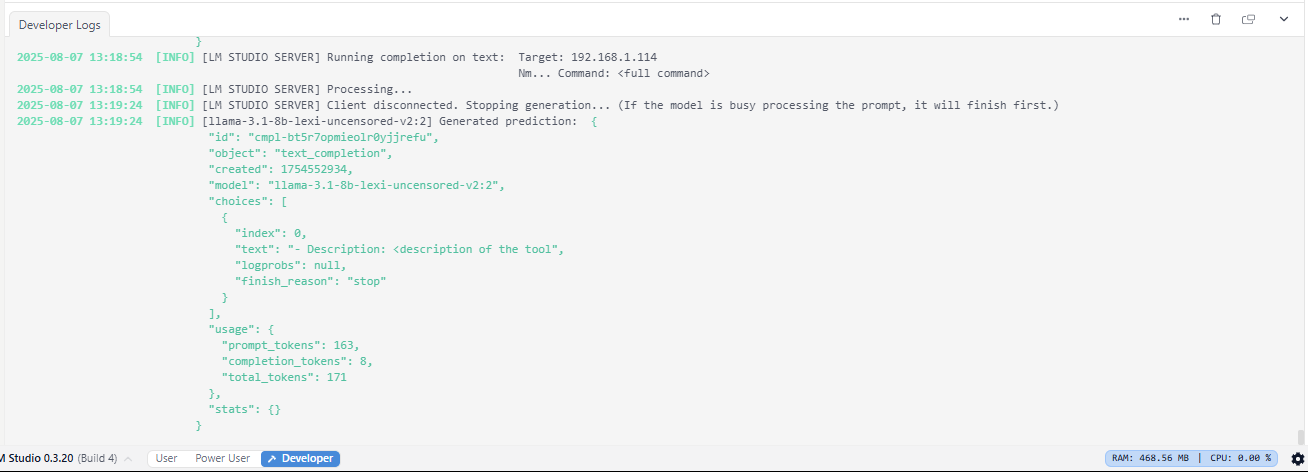 Developer Logs
}
2025-08-07 13:18:54 [INFO] [LM STUDIO SERVER] Running completion on text: Target: 192.168.1.114
Nm... Command: <full command>
2025-08-07 13:18:54 [INFO] [LM STUDIO SERVER] Processing...
2025-08-07 13:19:24 [INFO] [LM STUDIO SERVER] Client disconnected. Stopping generation... (If the model is busy processing the prompt, it will finish first.)
2025-08-07 13:19:24 [INFO] [llama-3.1-8b-lexi-uncensored-v2:2] Generated prediction: {
"id": "cmpl-bt5r7opmieolr0yjjrefu",
"object": "text_completion",
"created": 1754552934,
"model": "llama-3.1-8b-lexi-uncensored-v2:2",
"choices": [
{
"index": 0,
"text": "- Description: <description of the tool",
"logprobs": null,
"finish_reason": "stop"
}
],
"usage": {
"prompt_tokens": 163,
"completion_tokens": 8,
"total_tokens": 171
},
"stats": {}
}
M Studio 0.3.20 (Build 4) User Power User Developer RAM: 468.56 MB | CPU: 0.00 %